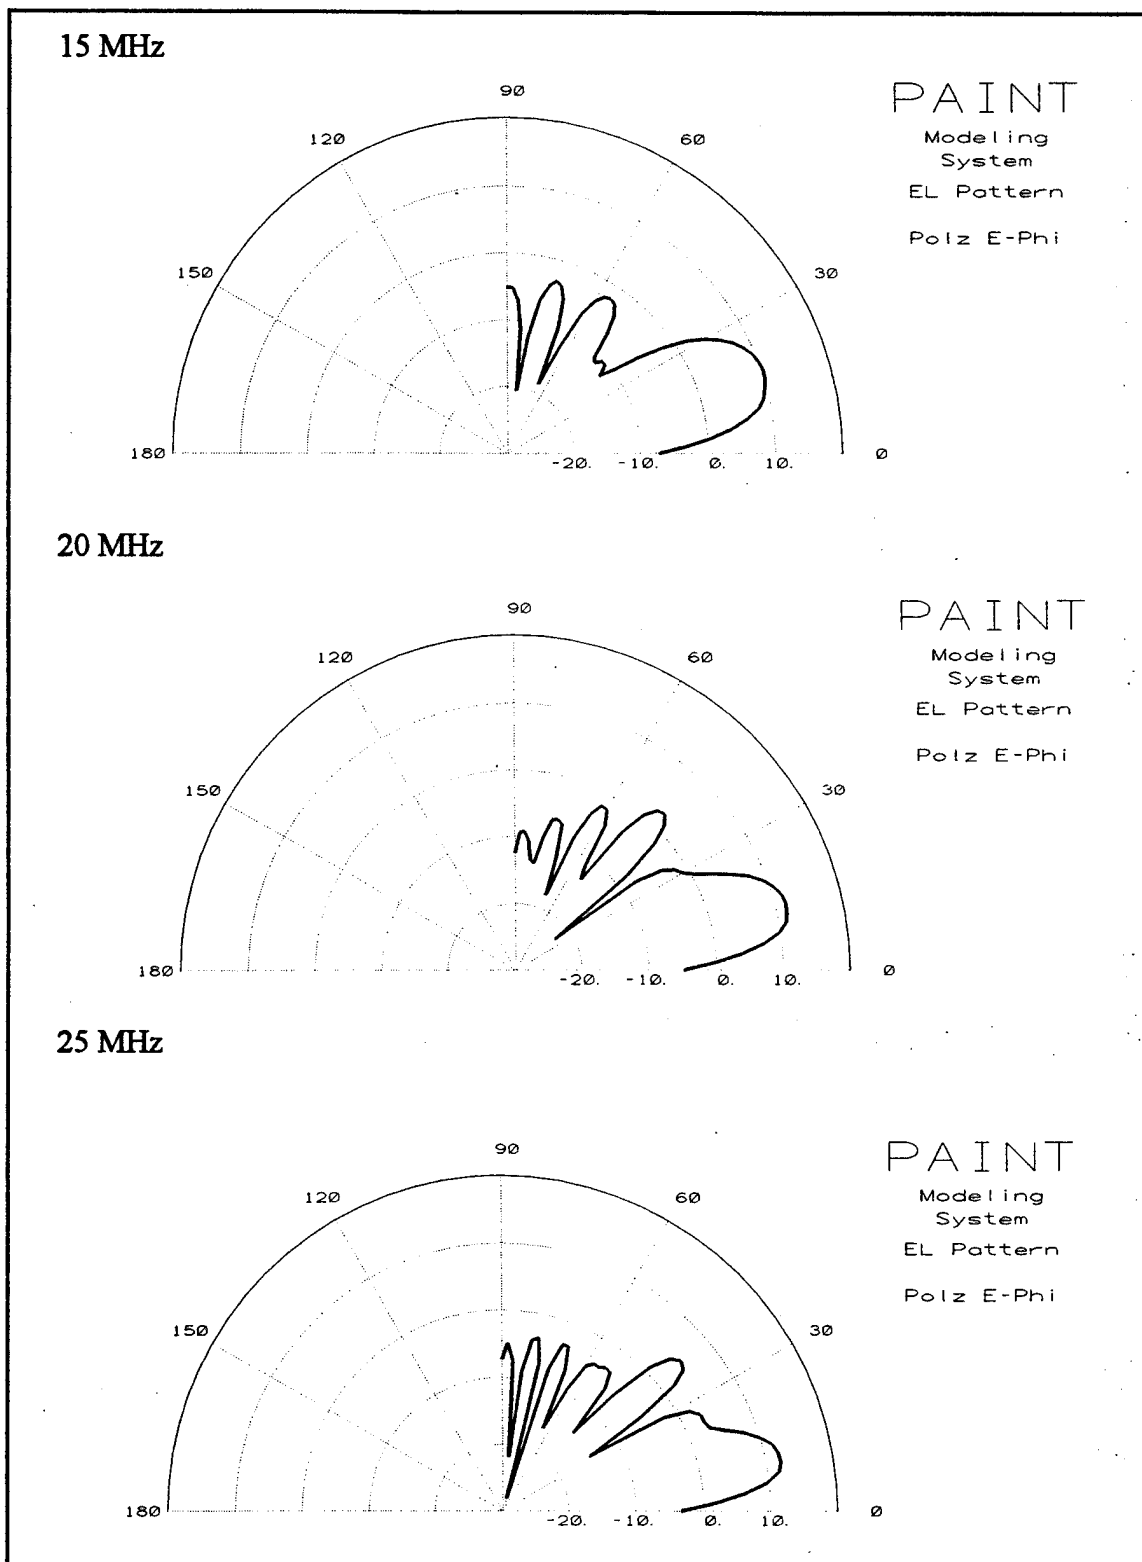 15 MHz
90
PAINT
Modeling
System
EL Pattern
Polz E-Phi
120
60
150
30
180
-20. -10. 0. 10.
0
20 MHz
90
PAINT
Modeling
System
EL Pattern
Polz E-Phi
120
60
150
30
180
-20. -10. 0. 10.
0
25 MHz
90
PAINT
Modeling
System
EL Pattern
Polz E-Phi
120
60
150
30
180
-20. -10. 0. 10.
0